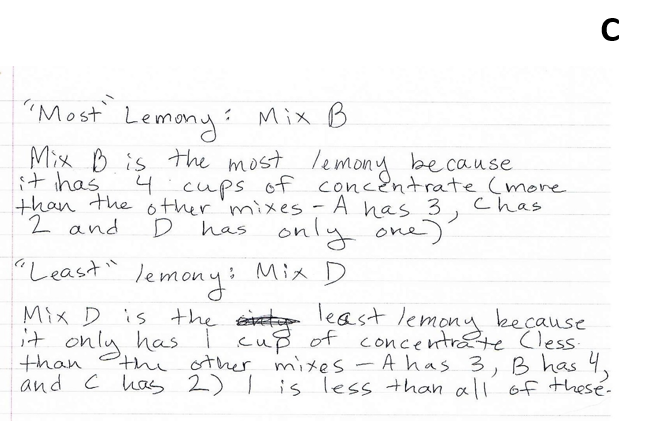 C
"Most" Lemony: Mix B
Mix B is the most lemony because
it has 4 cups of concentrate (more
than the other mixes - A has 3, C has
2 and D has only one)
"Least" lemony: Mix D
Mix D is the least lemony because
it only has 1 cup of concentrate (less
than the other mixes - A has 3, B has 4,
and C has 2) 1 is less than all of these.